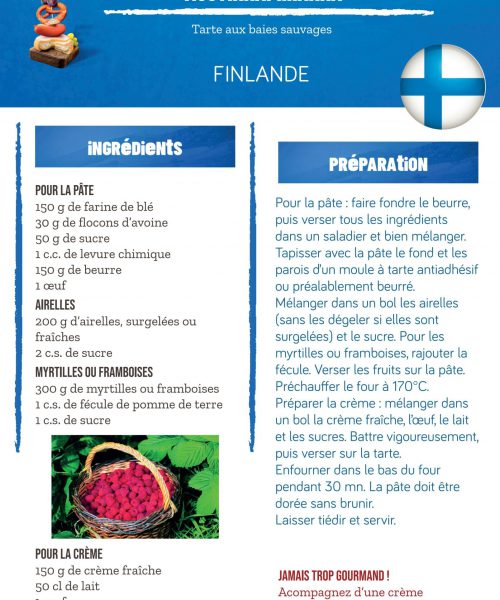 Tarte aux baies sauvages
FINLANDE
INGRÉDIENTS
POUR LA PÂTE
150 g de farine de blé
30 g de flocons d'avoine
50 g de sucre
1 c.c. de levure chimique
150 g de beurre
1 œuf
AIRELLES
200 g d'airelles, surgelées ou
fraîches
2 c.s. de sucre
MYRTILLES OU FRAMBOISES
300 g de myrtilles ou framboises
1 c.s. de fécule de pomme de terre
1 c.s. de sucre
POUR LA CRÈME
150 g de crème fraîche
50 cl de lait
PRÉPARATION
Pour la pâte : faire fondre le beurre,
puis verser tous les ingrédients
dans un saladier et bien mélanger.
Tapisser avec la pâte le fond et les
parois d'un moule à tarte antiadhésif
ou préalablement beurré.
Mélanger dans un bol les airelles
(sans les dégeler si elles sont
surgelées) et le sucre. Pour les
myrtilles ou framboises, rajouter la
fécule. Verser les fruits sur la pâte.
Préchauffer le four à 170°C.
Préparer la crème : mélanger dans
un bol la crème fraîche, l'œuf, le lait
et les sucres. Battre vigoureusement,
puis verser sur la tarte.
Enfourner dans le bas du four
pendant 30 mn. La pâte doit être
dorée sans brunir.
Laisser tiédir et servir.
JAMAIS TROP GOURMAND !
Acompagnez d'une crème